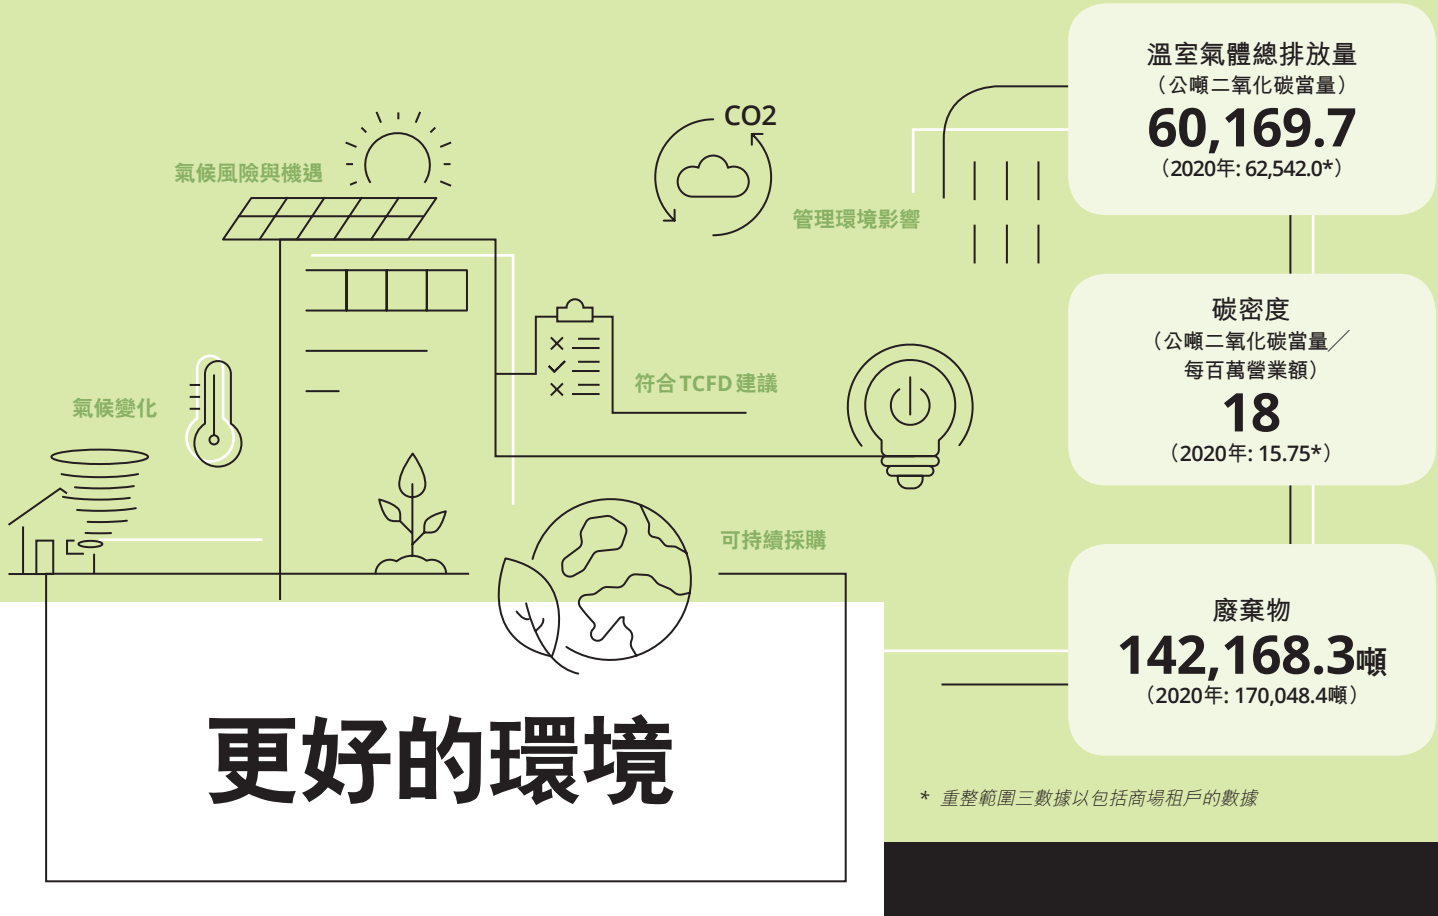 CO2
氣候風險與機遇
管理環境影響
符合TCFD建議
氣候變化
可持續採購
更好的環境
溫室氣體總排放量
（公噸二氧化碳當量）
60,169.7
（2020年: 62,542.0*）
碳密度
（公噸二氧化碳當量╱
每百萬營業額）
18
（2020年: 15.75*）
廢棄物
142,168.3噸
（2020年: 170,048.4噸）
* 重整範圍三數據以包括商場租戶的數據